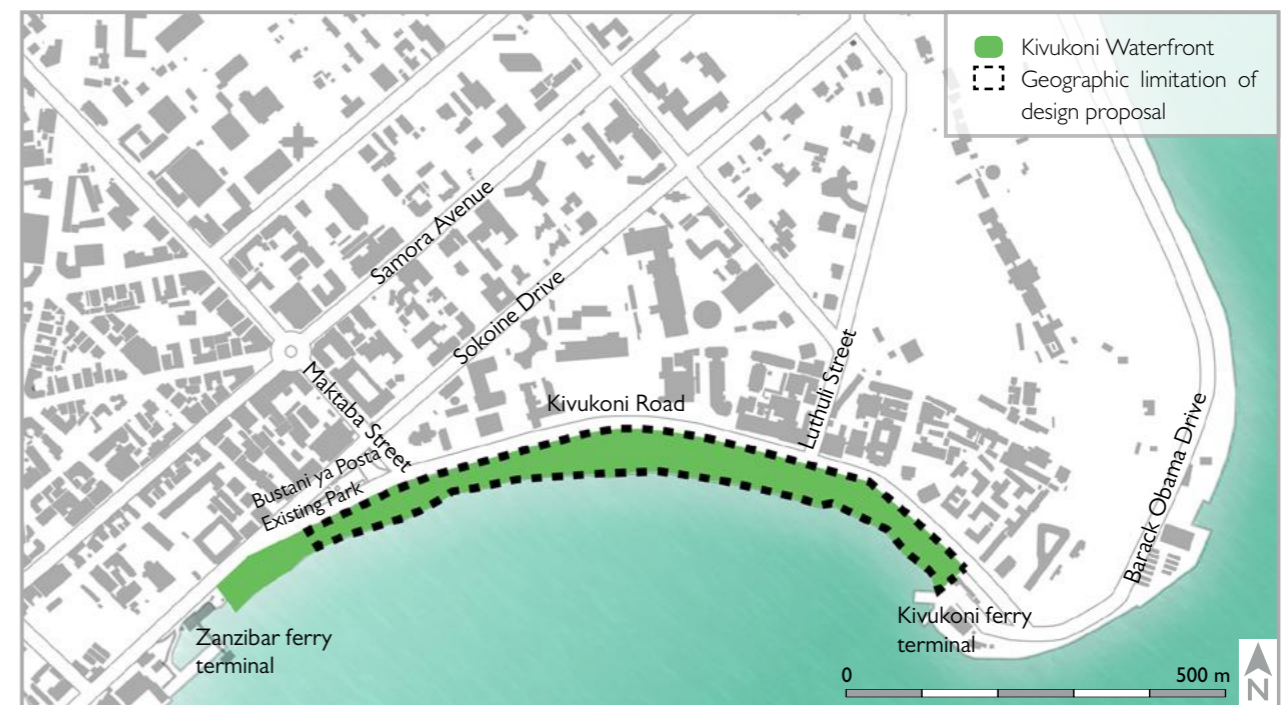 Kivukoni Waterfront
Geographic limitation of
design proposal
Samora Avenue
Sokoine Drive
Maktaba Street
Kivukoni Road
Luthuli Street
Bustani ya Posta
Existing Park
Barack Obama Drive
Zanzibar ferry
terminal
Kivukoni ferry
terminal
0
500 m
N